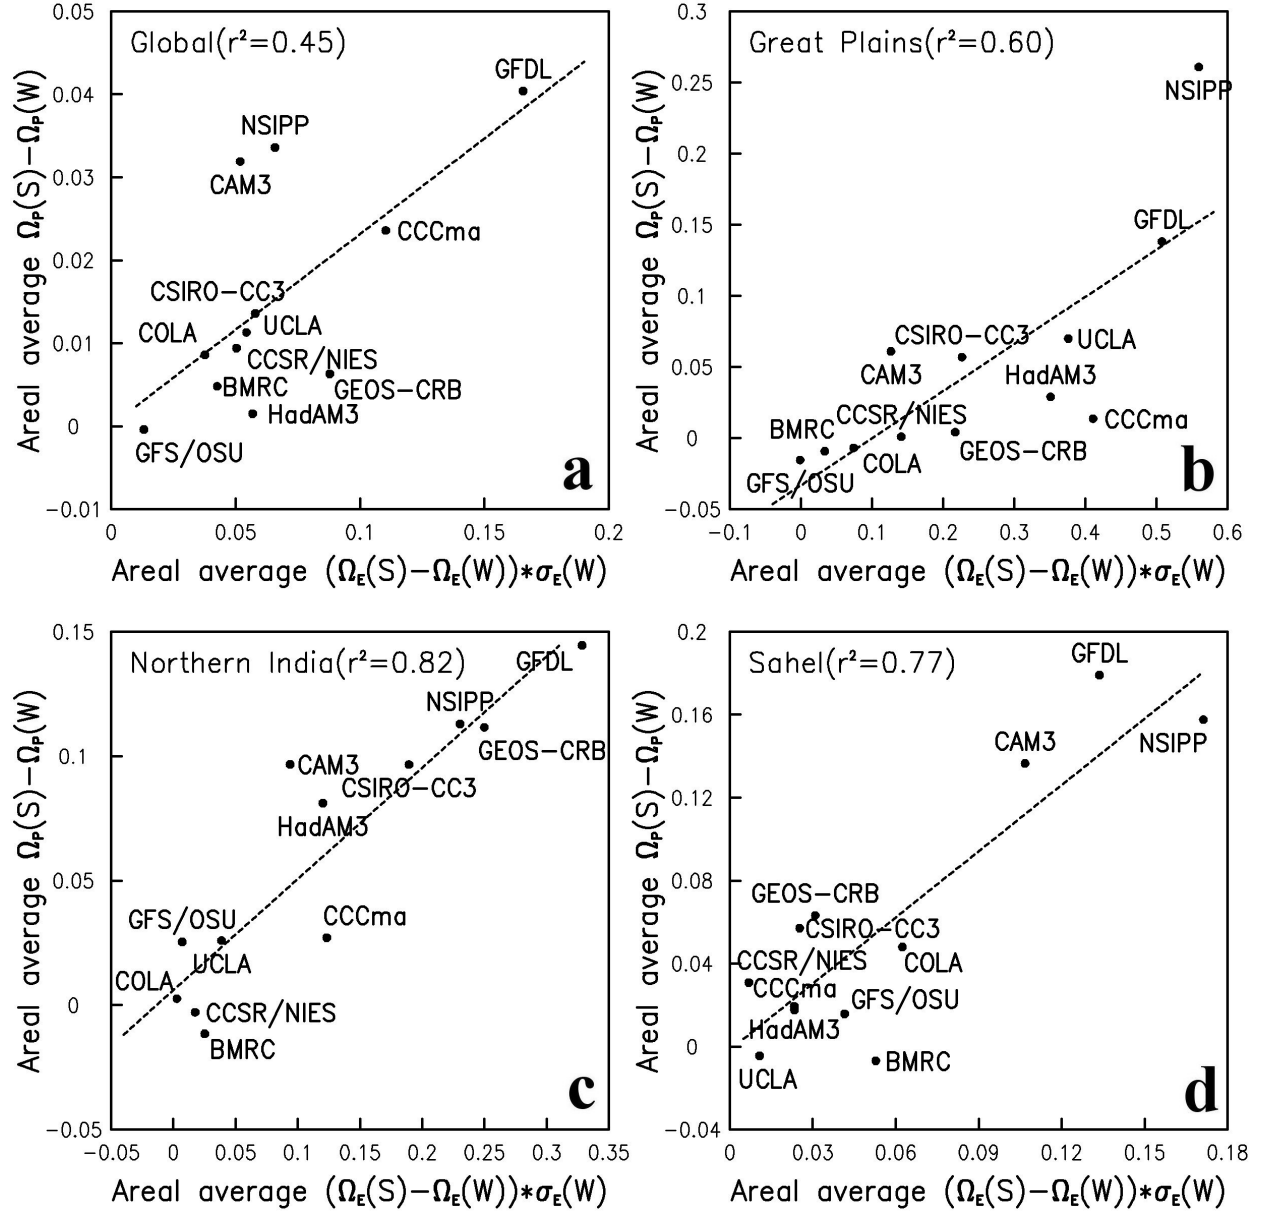 Global(r²=0.45)
0.05
0.04
0.03
0.02
0.01
0
−0.01
Areal average Ω_P(S)−Ω_P(W)
GFDL
NSIPP
CAM3
CCCma
CSIRO−CC3
COLA
UCLA
CCSR/NIES
BMRC
GEOS−CRB
HadAM3
GFS/OSU
a
0 0.05 0.1 0.15 0.2
Areal average (Ω_E(S)−Ω_E(W))*σ_E(W)
Great Plains(r²=0.60)
0.3
0.25
0.2
0.15
0.1
0.05
0
−0.05
Areal average Ω_P(S)−Ω_P(W)
NSIPP
GFDL
CSIRO−CC3
UCLA
CAM3
HadAM3
CCSR/NIES
BMRC
CCCma
COLA
GEOS−CRB
GFS/OSU
b
−0.1 0 0.1 0.2 0.3 0.4 0.5 0.6
Areal average (Ω_E(S)−Ω_E(W))*σ_E(W)
Northern India(r²=0.82)
0.15
0.1
0.05
0
−0.05
Areal average Ω_P(S)−Ω_P(W)
GFDL
NSIPP
GEOS−CRB
CAM3
CSIRO−CC3
HadAM3
CCCma
GFS/OSU
UCLA
COLA
CCSR/NIES
BMRC
c
−0.05 0 0.05 0.1 0.15 0.2 0.25 0.3 0.35
Areal average (Ω_E(S)−Ω_E(W))*σ_E(W)
Sahel(r²=0.77)
0.2
0.16
0.12
0.08
0.04
0
−0.04
Areal average Ω_P(S)−Ω_P(W)
GFDL
NSIPP
CAM3
GEOS−CRB
CSIRO−CC3
CCSR/NIES
COLA
CCCma
GFS/OSU
HadAM3
UCLA
BMRC
d
0 0.03 0.06 0.09 0.12 0.15 0.18
Areal average (Ω_E(S)−Ω_E(W))*σ_E(W)